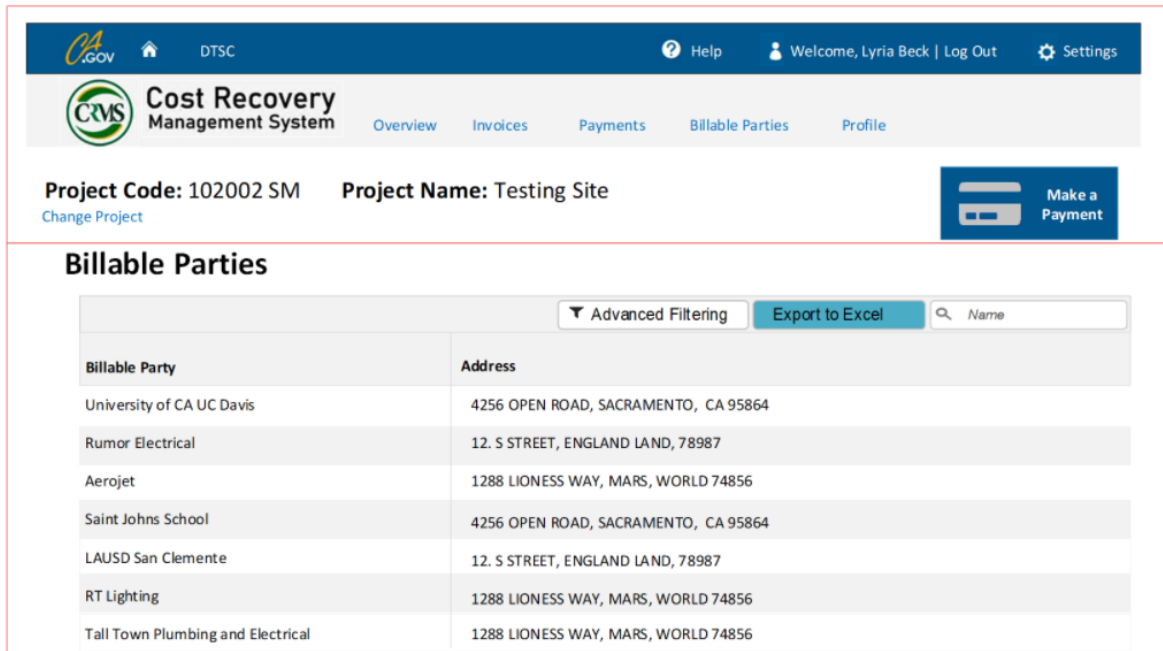 CA.GOV DTSC Help Welcome, Lyria Beck | Log Out Settings
CRMS Cost Recovery
Management System Overview Invoices Payments Billable Parties Profile
Project Code: 102002 SM Project Name: Testing Site Make a
Change Project Payment
Billable Parties
Advanced Filtering Export to Excel Name
Billable Party Address
University of CA UC Davis 4256 OPEN ROAD, SACRAMENTO, CA 95864
Rumor Electrical 12. S STREET, ENGLAND LAND, 78987
Aerojet 1288 LIONESS WAY, MARS, WORLD 74856
Saint Johns School 4256 OPEN ROAD, SACRAMENTO, CA 95864
LAUSD San Clemente 12. S STREET, ENGLAND LAND, 78987
RT Lighting 1288 LIONESS WAY, MARS, WORLD 74856
Tall Town Plumbing and Electrical 1288 LIONESS WAY, MARS, WORLD 74856